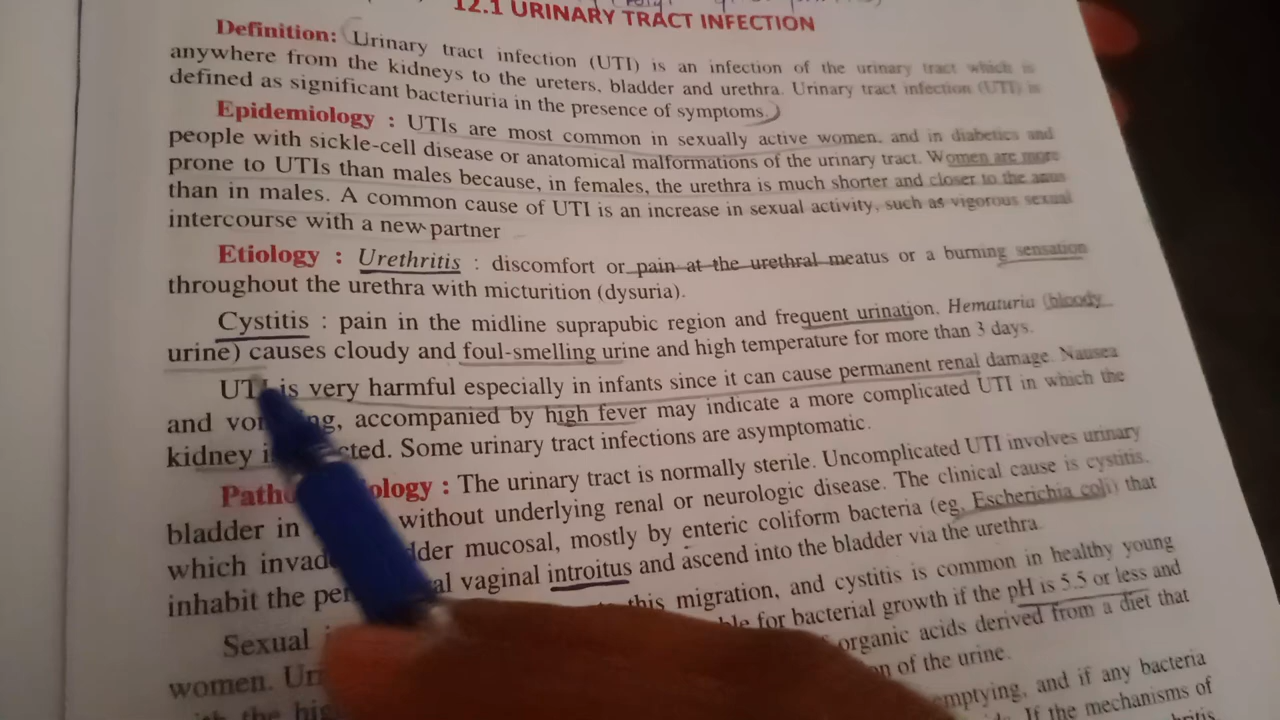 12.1 URINARY TRACT INFECTION
Definition: Urinary tract infection (UTI) is an infection of the urinary tract which is
anywhere from the kidneys to the ureters, bladder and urethra. Urinary tract infection (UTI) is
defined as significant bacteriuria in the presence of symptoms.
Epidemiology : UTIs are most common in sexually active women, and in diabetics and
people with sickle-cell disease or anatomical malformations of the urinary tract. Women are more
prone to UTIs than males because, in females, the urethra is much shorter and closer to the anus
than in males. A common cause of UTI is an increase in sexual activity, such as vigorous sexual
intercourse with a new partner
Etiology : Urethritis : discomfort or pain at the urethral meatus or a burning sensation
throughout the urethra with micturition (dysuria).
Cystitis : pain in the midline suprapubic region and frequent urination. Hematuria (bloody
urine) causes cloudy and foul-smelling urine and high temperature for more than 3 days.
UTI is very harmful especially in infants since it can cause permanent renal damage. Nausea
and accompanied by high fever may indicate a more complicated UTI in which the
kidney Some urinary tract infections are asymptomatic.
: The urinary tract is normally sterile. Uncomplicated UTI involves urinary
bladder in without underlying renal or neurologic disease. The clinical cause is cystitis,
which mucosal, mostly by enteric coliform bacteria (eg, Escherichia coli) that
inhabit the vaginal introitus and ascend into the bladder via the urethra.
Sexual this migration, and cystitis is common in healthy young
women. for bacterial growth if the pH is 5.5 or less and
the organic acids derived from a diet that
of the urine.
emptying, and if any bacteria
If the mechanisms of